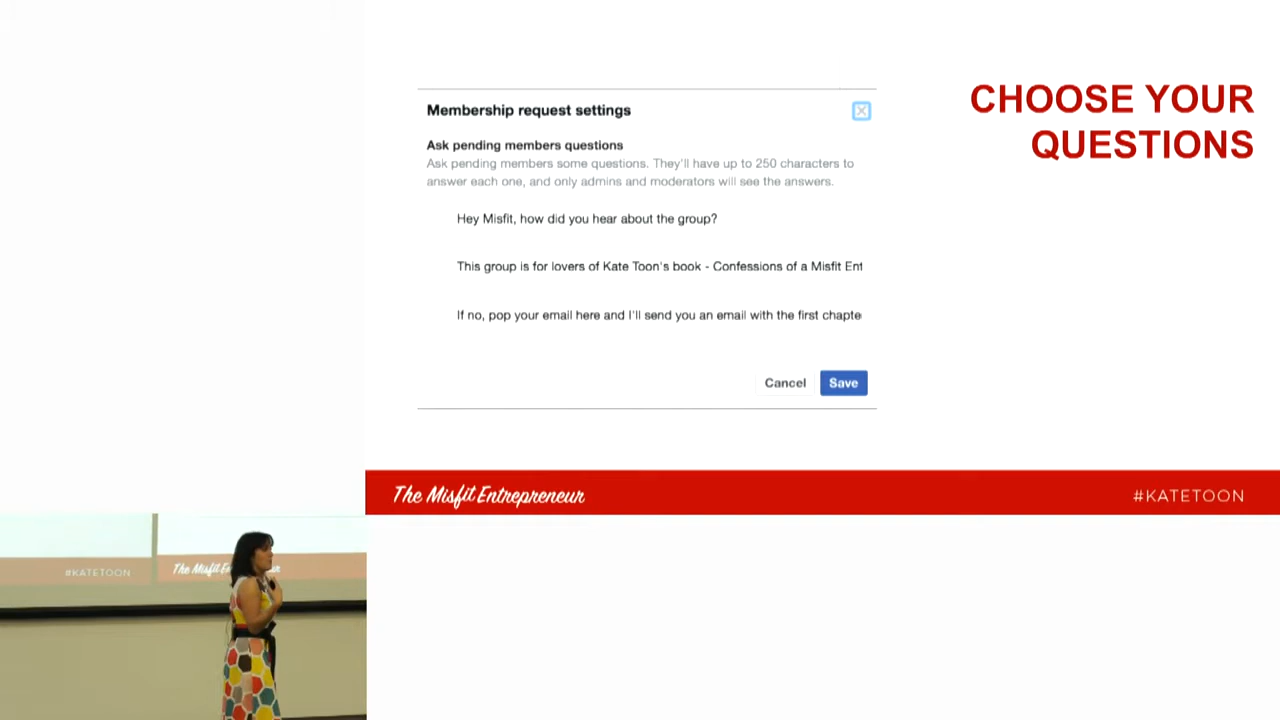 CHOOSE YOUR
QUESTIONS
Membership request settings
Ask pending members questions
Ask pending members some questions. They'll have up to 250 characters to
answer each one, and only admins and moderators will see the answers.
Hey Misfit, how did you hear about the group?
This group is for lovers of Kate Toon's book - Confessions of a Misfit Ent
If no, pop your email here and I'll send you an email with the first chapte
Cancel
Save
The Misfit Entrepreneur
#KATETOON
#KATETOON
The Misfit